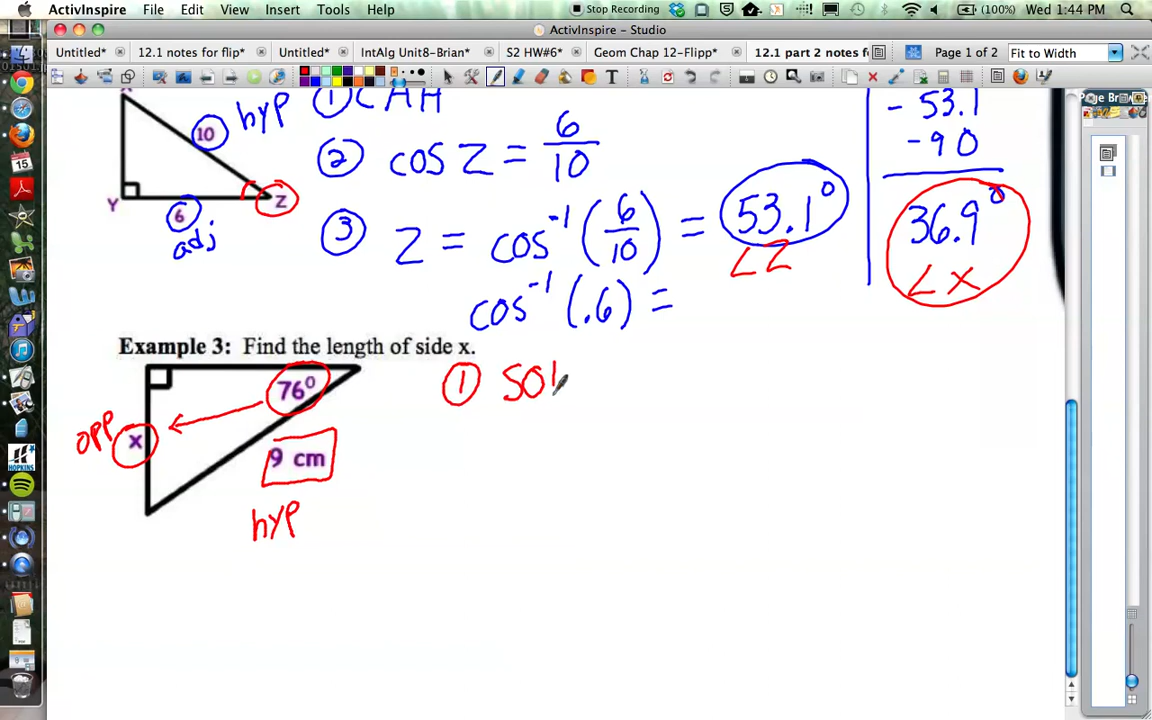 ActivInspire File Edit View Insert Tools Help Stop Recording (100%) Wed 1:44 PM
ActivInspire – Studio
Untitled* 12.1 notes for flip* Untitled* IntAlg Unit8–Brian* S2 HW#6* Geom Chap 12–Flipp* 12.1 part 2 notes fo Page 1 of 2 Fit to Width
Page Brow
hyp ① CAH
10
② cos Z = 6/10
Y 6 Z
adj
③ Z = cos⁻¹ (6/10) = 53.1°
∠Z
cos⁻¹ (.6) =
- 53.1
- 90
36.9°
∠ X
Example 3: Find the length of side x.
76° ① SO
opp x
9 cm
hyp